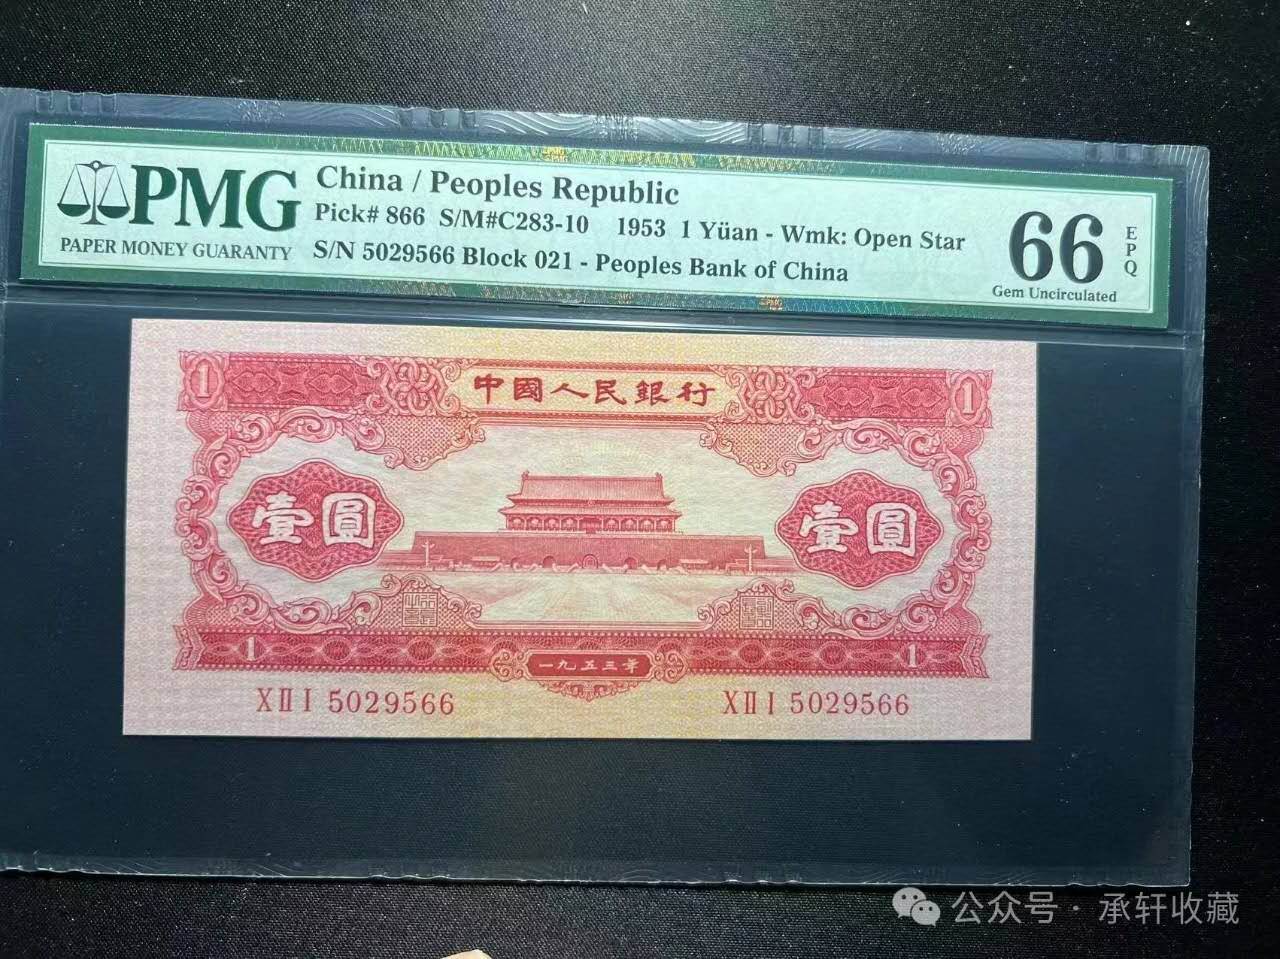 PMG
PAPER MONEY GUARANTY
China / Peoples Republic
Pick# 866 S/M#C283-10 1953 1 Yüan - Wmk: Open Star
S/N 5029566 Block 021 - Peoples Bank of China
66
EPQ
Gem Uncirculated
1
中國人民銀行
1
壹圓
壹圓
1
一九五三年
1
XⅡI 5029566
XⅡI 5029566
公众号·承轩收藏